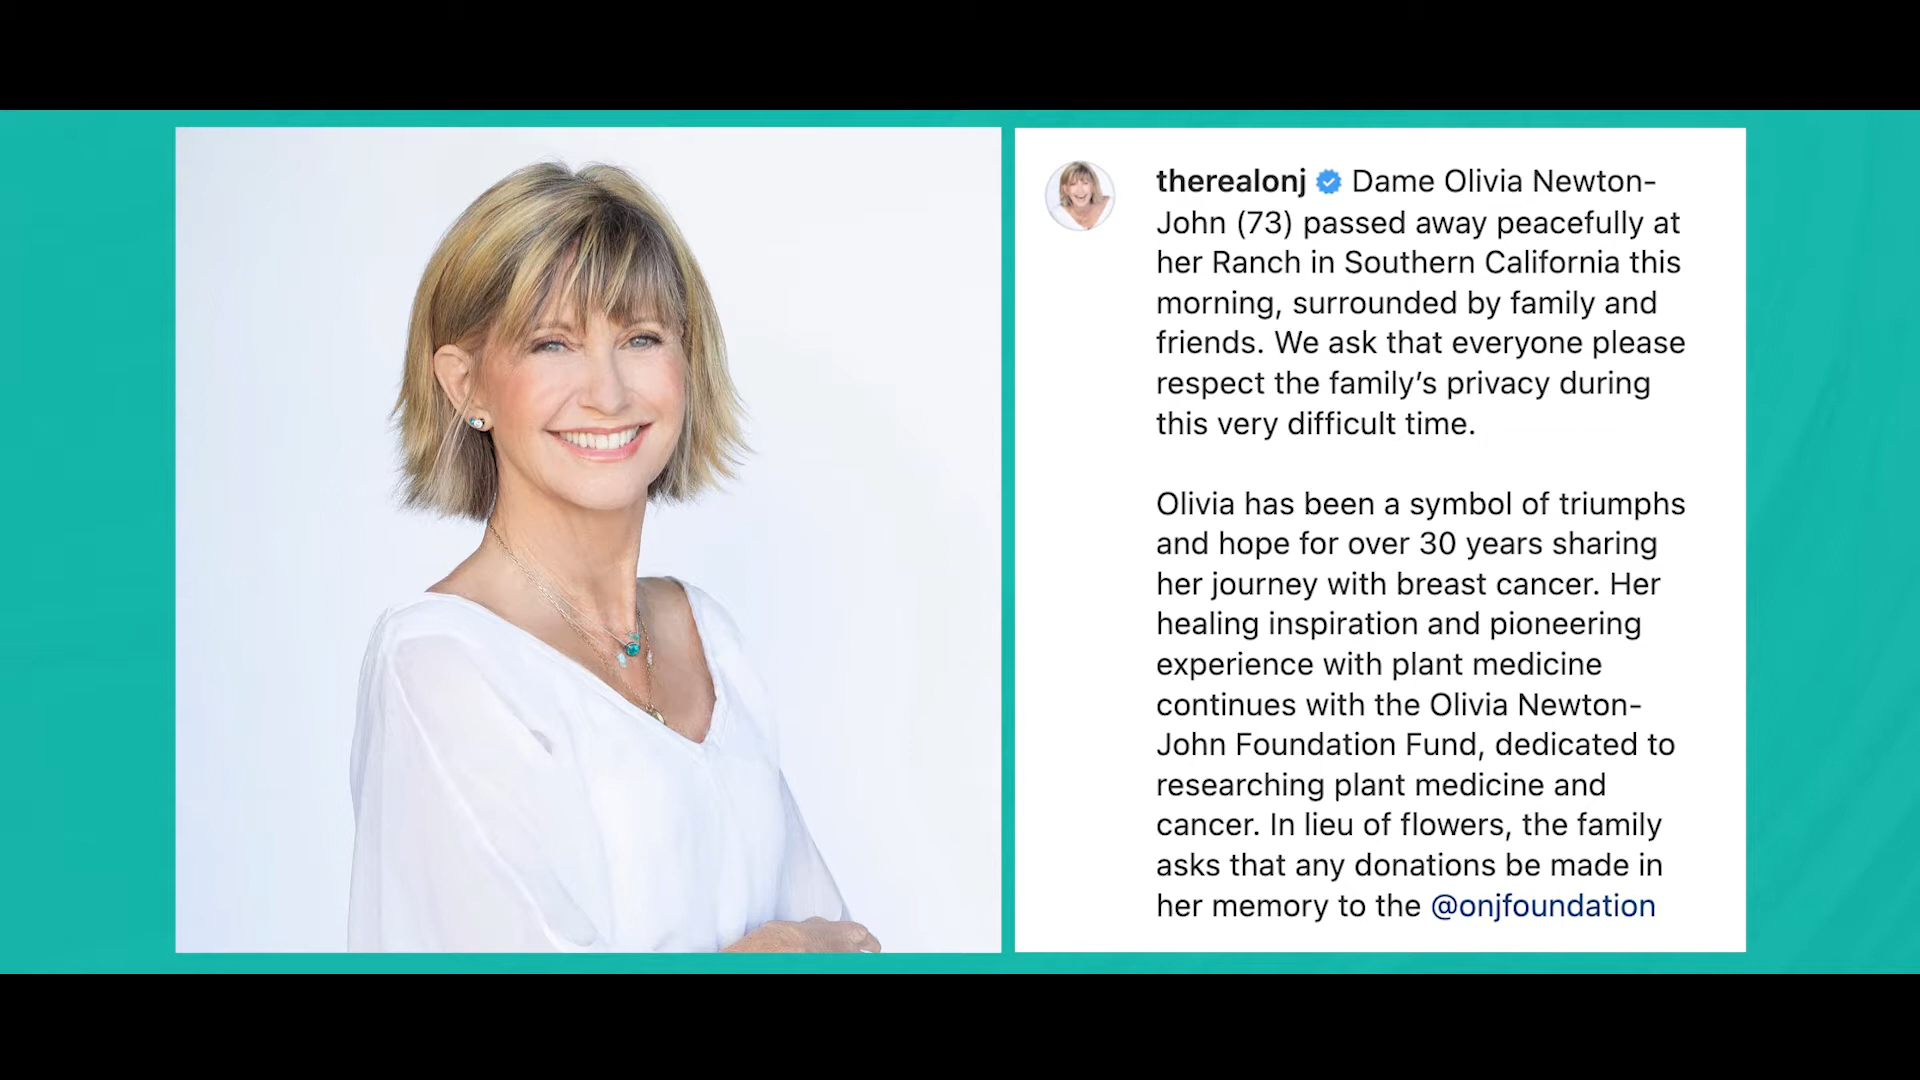 therealonj Dame Olivia Newton-
John (73) passed away peacefully at
her Ranch in Southern California this
morning, surrounded by family and
friends. We ask that everyone please
respect the family’s privacy during
this very difficult time.
Olivia has been a symbol of triumphs
and hope for over 30 years sharing
her journey with breast cancer. Her
healing inspiration and pioneering
experience with plant medicine
continues with the Olivia Newton-
John Foundation Fund, dedicated to
researching plant medicine and
cancer. In lieu of flowers, the family
asks that any donations be made in
her memory to the @onjfoundation